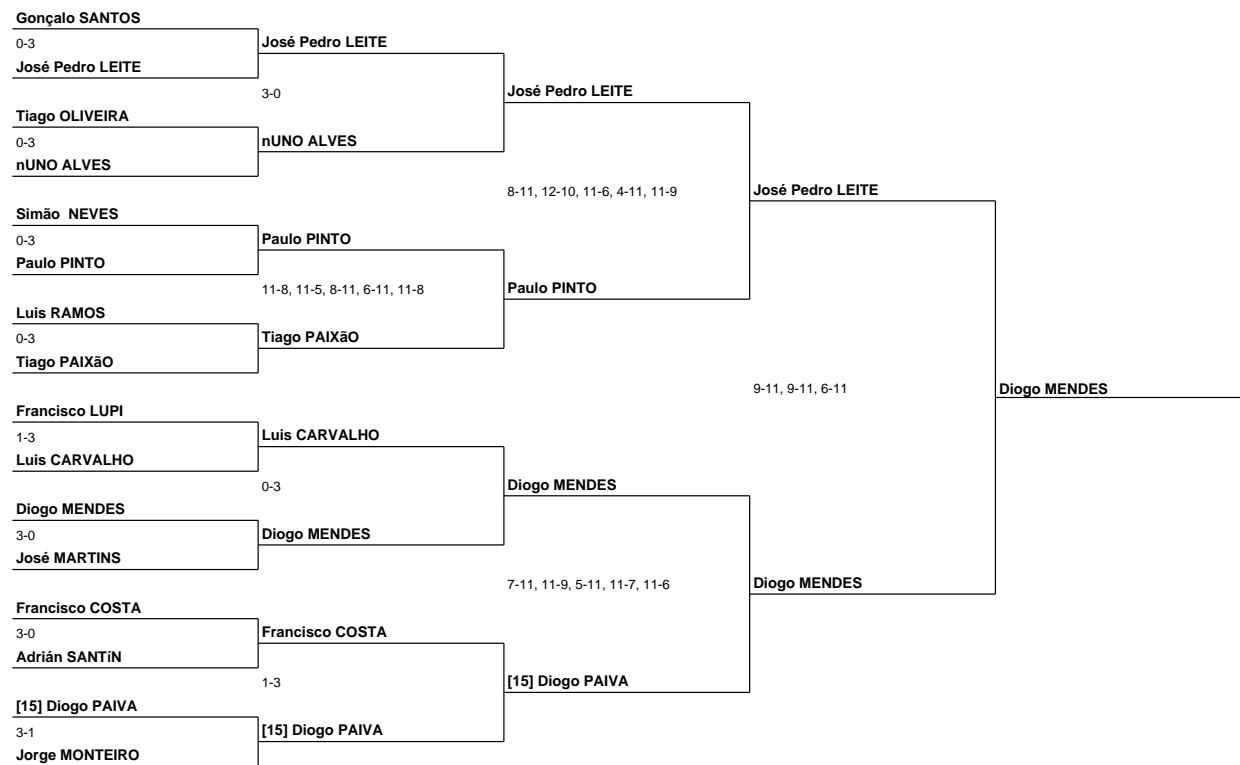 Gonçalo SANTOS
0-3
José Pedro LEITE
José Pedro LEITE
3-0
José Pedro LEITE
Tiago OLIVEIRA
0-3
nUNO ALVES
nUNO ALVES
8-11, 12-10, 11-6, 4-11, 11-9
José Pedro LEITE
Simão  NEVES
0-3
Paulo PINTO
Paulo PINTO
11-8, 11-5, 8-11, 6-11, 11-8
Paulo PINTO
Luis RAMOS
0-3
Tiago PAIXãO
Tiago PAIXãO
9-11, 9-11, 6-11
Diogo MENDES
Francisco LUPI
1-3
Luis CARVALHO
Luis CARVALHO
0-3
Diogo MENDES
Diogo MENDES
3-0
José MARTINS
Diogo MENDES
7-11, 11-9, 5-11, 11-7, 11-6
Diogo MENDES
Francisco COSTA
3-0
Adrián SANTíN
Francisco COSTA
1-3
[15] Diogo PAIVA
[15] Diogo PAIVA
3-1
Jorge MONTEIRO
[15] Diogo PAIVA